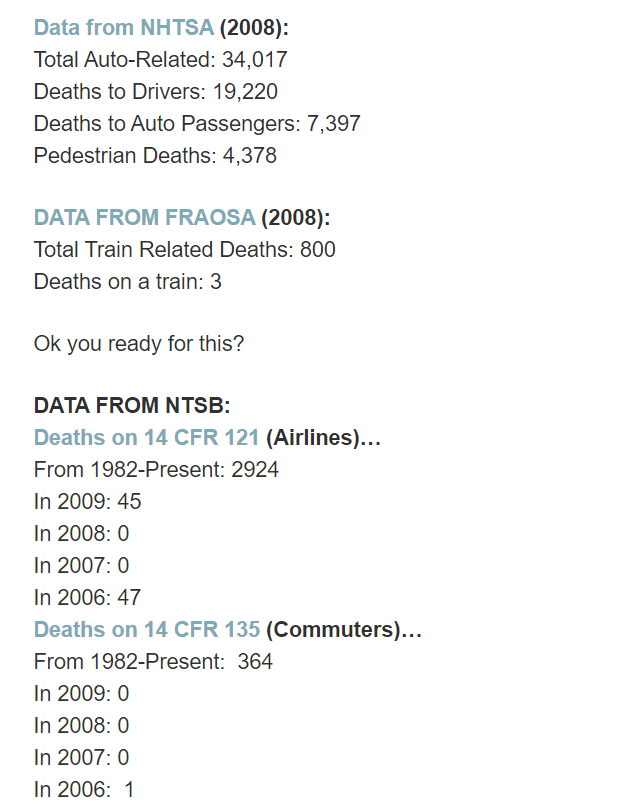 Data from NHTSA (2008):
Total Auto-Related: 34,017
Deaths to Drivers: 19,220
Deaths to Auto Passengers: 7,397
Pedestrian Deaths: 4,378
DATA FROM FRAOSA (2008):
Total Train Related Deaths: 800
Deaths on a train: 3
Ok you ready for this?
DATA FROM NTSB:
Deaths on 14 CFR 121 (Airlines)…
From 1982-Present: 2924
In 2009: 45
In 2008: 0
In 2007: 0
In 2006: 47
Deaths on 14 CFR 135 (Commuters)…
From 1982-Present:  364
In 2009: 0
In 2008: 0
In 2007: 0
In 2006:  1